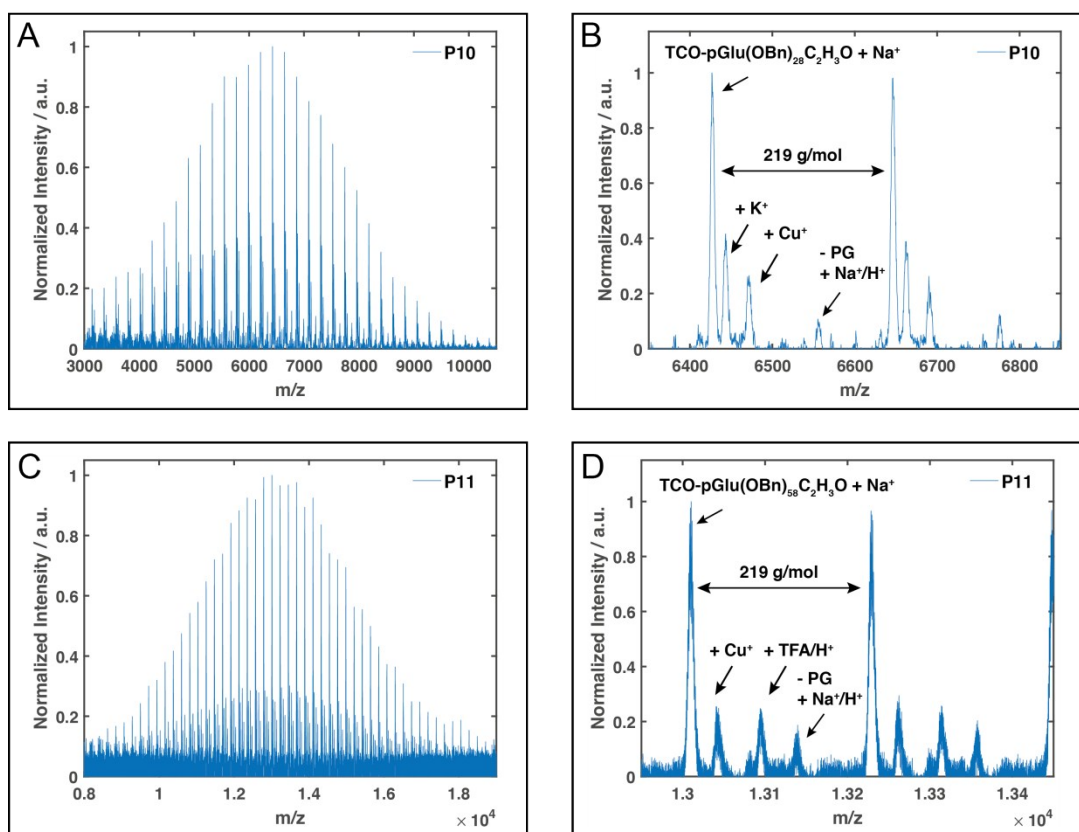 A
P10
Normalized Intensity / a.u.
1
0.8
0.6
0.4
0.2
0
3000 4000 5000 6000 7000 8000 9000 10000
m/z
B
TCO-pGlu(OBn)₂₈C₂H₃O + Na⁺
P10
Normalized Intensity / a.u.
1
0.8
0.6
0.4
0.2
0
219 g/mol
+ K⁺
+ Cu⁺
- PG
+ Na⁺/H⁺
6400 6500 6600 6700 6800
m/z
C
P11
Normalized Intensity / a.u.
1
0.8
0.6
0.4
0.2
0
0.8 1 1.2 1.4 1.6 1.8
m/z
× 10⁴
D
TCO-pGlu(OBn)₅₈C₂H₃O + Na⁺
P11
Normalized Intensity / a.u.
1
0.8
0.6
0.4
0.2
0
219 g/mol
+ Cu⁺ + TFA/H⁺
- PG
+ Na⁺/H⁺
1.3 1.31 1.32 1.33 1.34
m/z
× 10⁴